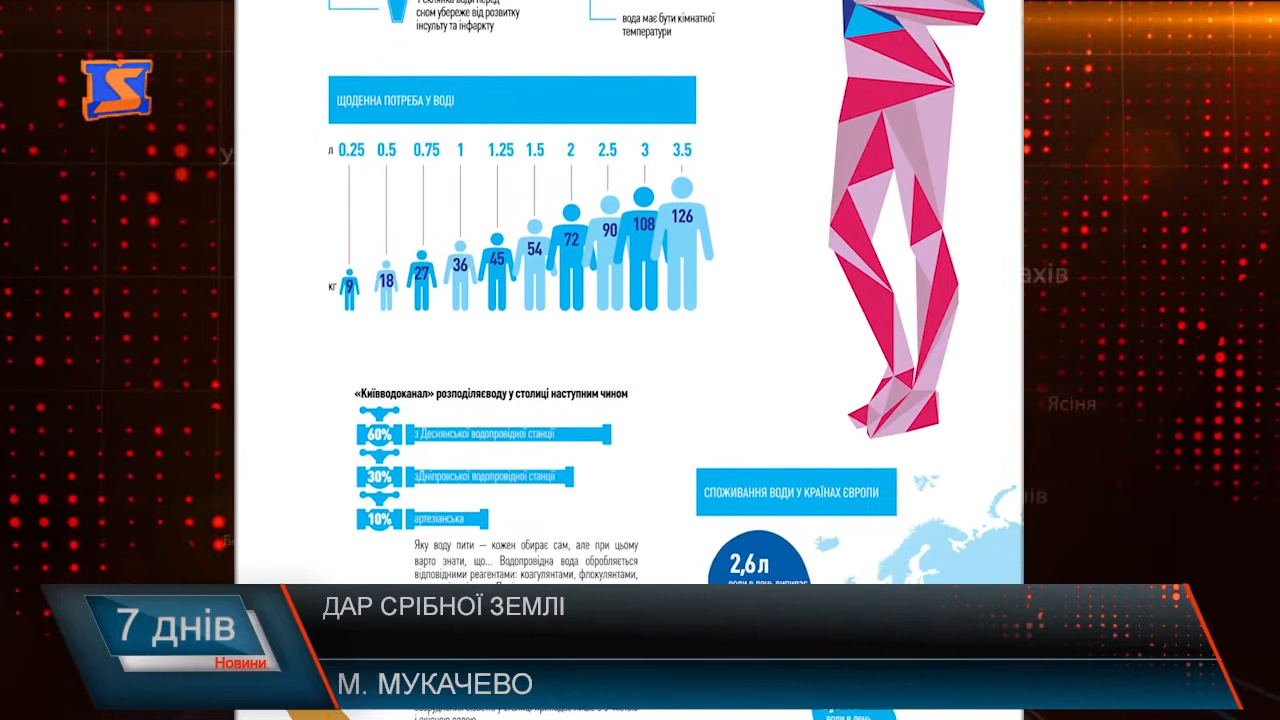 сном убереже від розвитку
інсульту та інфаркту
вода має бути кімнатної
температури
S
ЩОДЕННА ПОТРЕБА У ВОДІ
л 0.25 0.5 0.75 1 1.25 1.5 2 2.5 3 3.5
кг 9 18 27 36 45 54 72 90 108 126
ахів
«Київводоканал» розподіляєводу у столиці наступним чином
Ясіня
60% з Деснянської водопровідної станції
30% зДніпровської водопровідної станції
10% артезіанська
СПОЖИВАННЯ ВОДИ У КРАЇНАХ ЄВРОПИ
Яку воду пити – кожен обирає сам, але при цьому
варто знати, що... Водопровідна вода обробляється
відповідними реагентами: коагулянтами, флокулянтами,
2,6 л
7 днів
Новини
ДАР СРІБНОЇ ЗЕМЛІ
М. МУКАЧЕВО